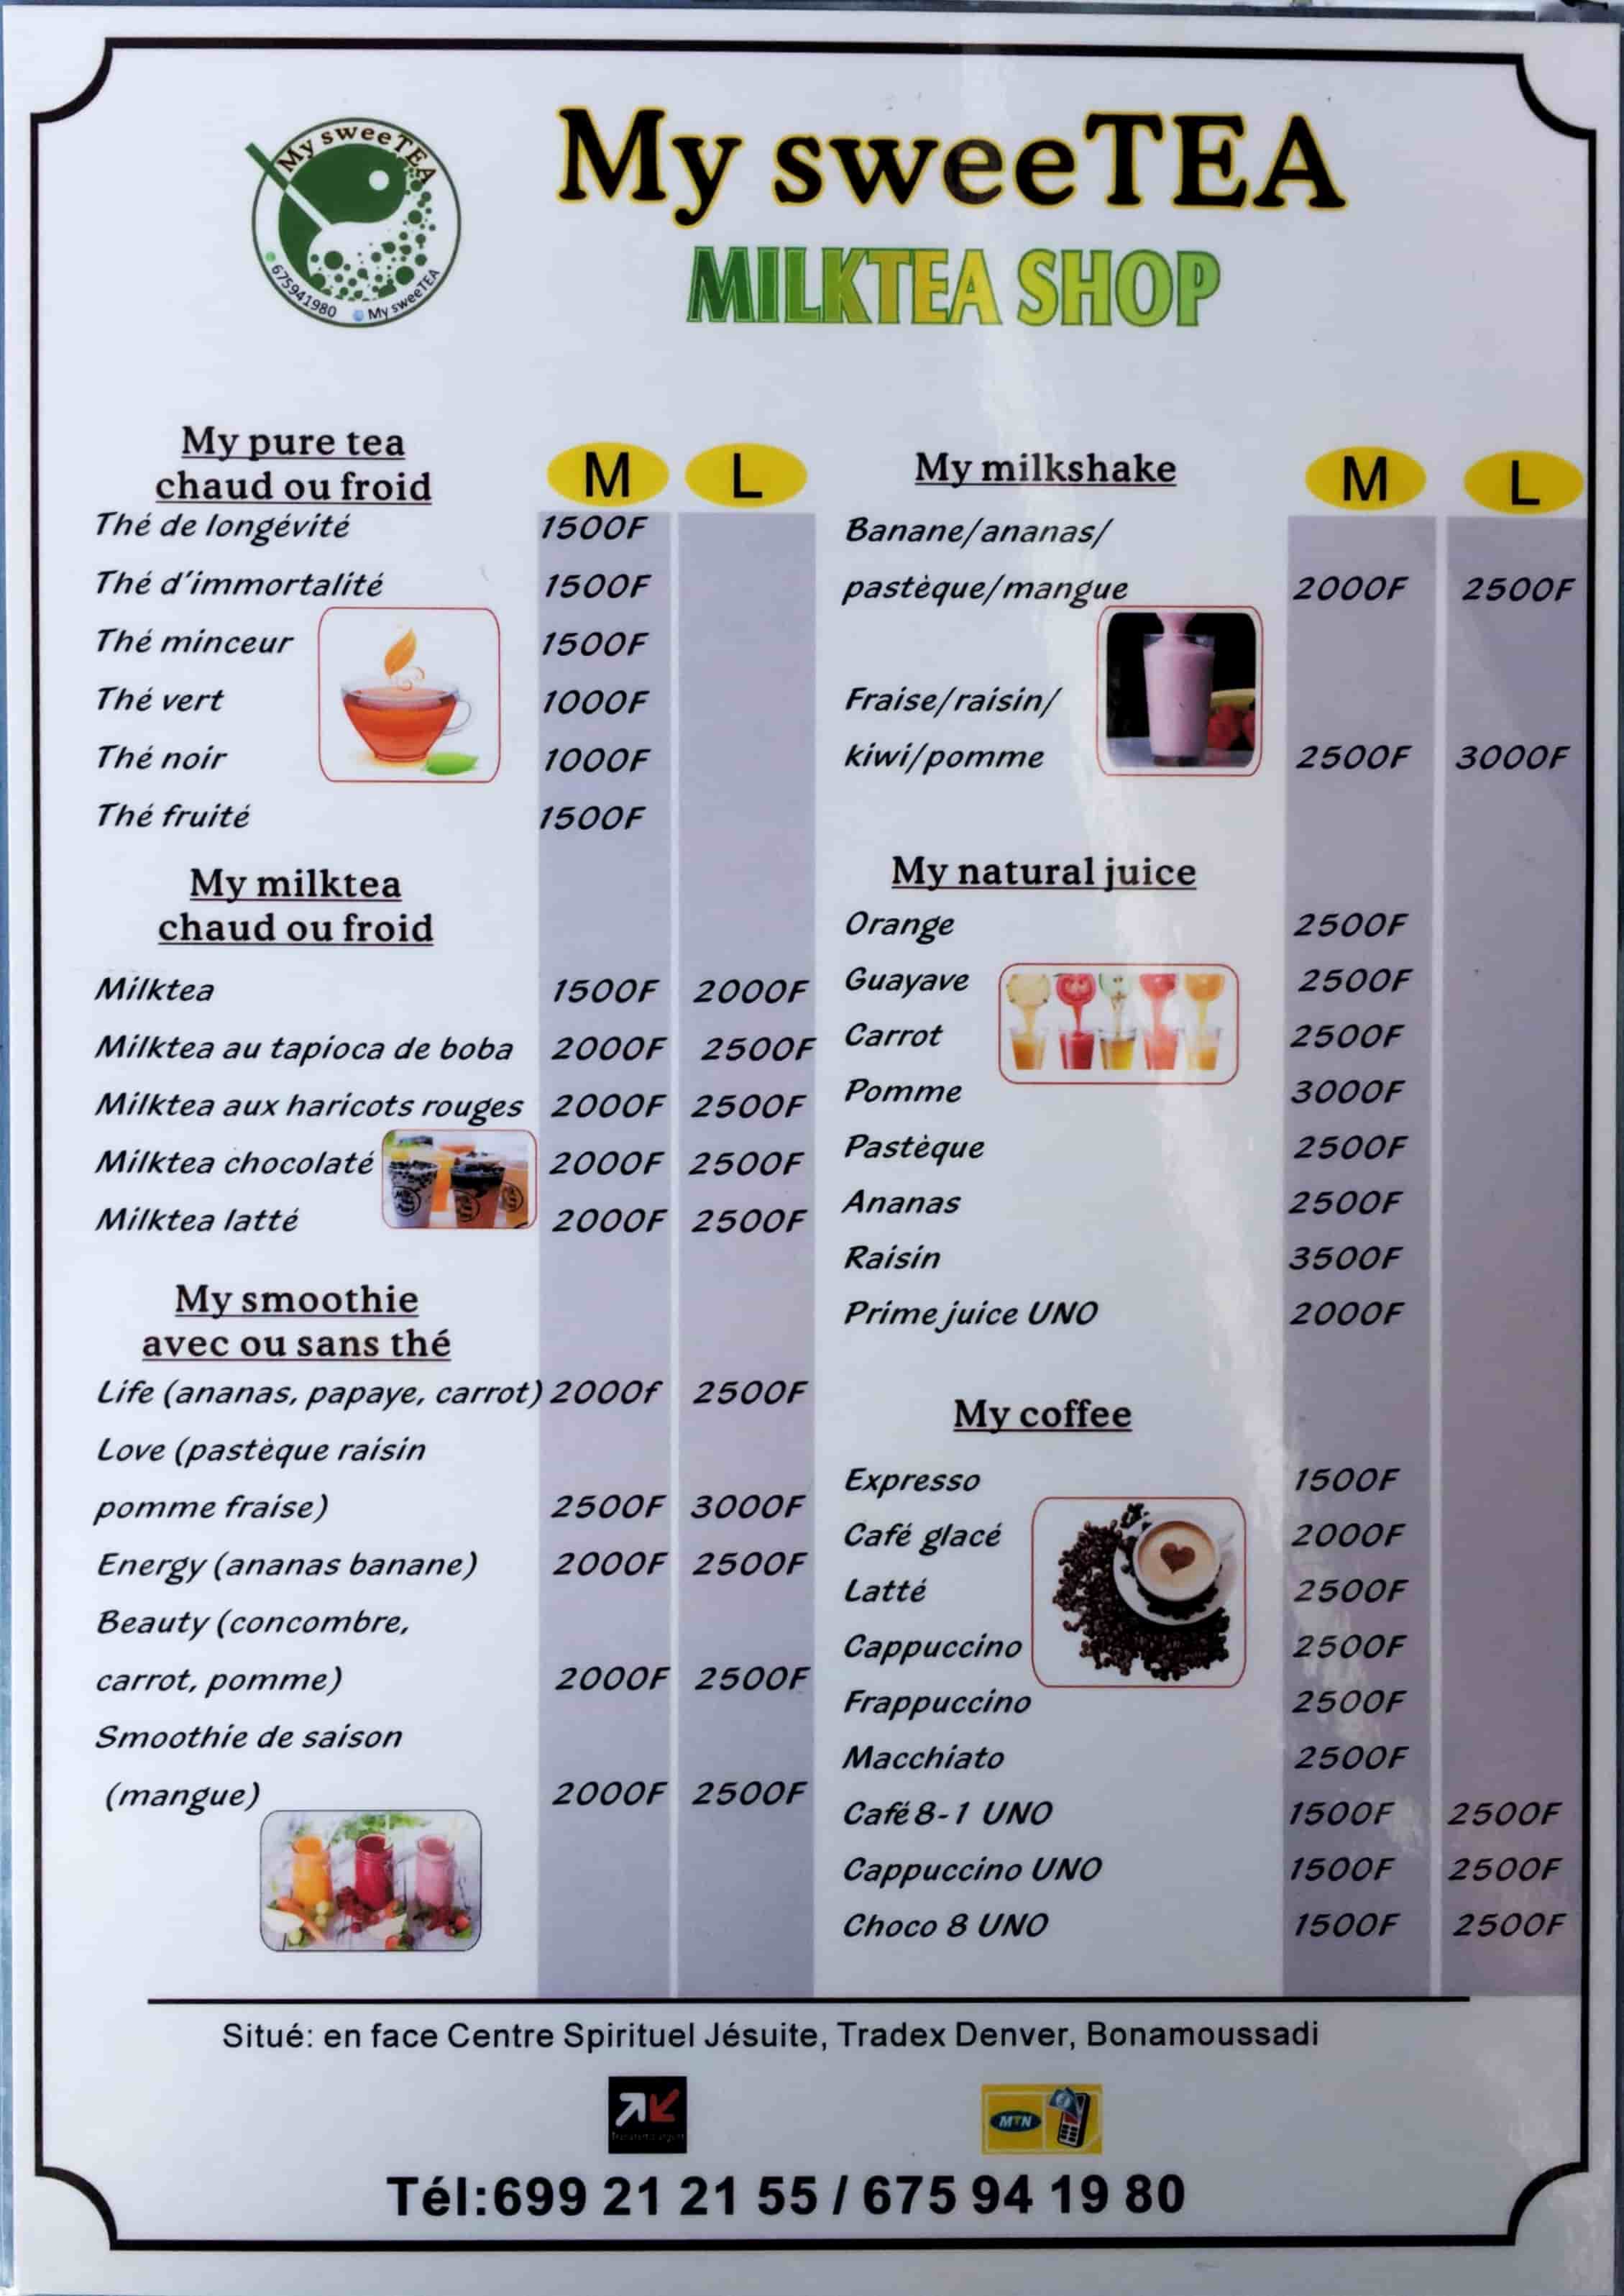 My sweeTEA
675941980 My sweeTEA
My sweeTEA
MILKTEA SHOP
My pure tea
chaud ou froid
M L
Thé de longévité 1500F
Thé d'immortalité 1500F
Thé minceur 1500F
Thé vert 1000F
Thé noir 1000F
Thé fruité 1500F
My milktea
chaud ou froid
Milktea 1500F 2000F
Milktea au tapioca de boba 2000F 2500F
Milktea aux haricots rouges 2000F 2500F
Milktea chocolaté 2000F 2500F
Milktea latté 2000F 2500F
My smoothie
avec ou sans thé
Life (ananas, papaye, carrot) 2000f 2500F
Love (pastèque raisin
pomme fraise) 2500F 3000F
Energy (ananas banane) 2000F 2500F
Beauty (concombre,
carrot, pomme) 2000F 2500F
Smoothie de saison
(mangue) 2000F 2500F
My milkshake
M L
Banane/ananas/
pastèque/mangue 2000F 2500F
Fraise/raisin/
kiwi/pomme 2500F 3000F
My natural juice
Orange 2500F
Guayave 2500F
Carrot 2500F
Pomme 3000F
Pastèque 2500F
Ananas 2500F
Raisin 3500F
Prime juice UNO 2000F
My coffee
Expresso 1500F
Café glacé 2000F
Latté 2500F
Cappuccino 2500F
Frappuccino 2500F
Macchiato 2500F
Café 8-1 UNO 1500F 2500F
Cappuccino UNO 1500F 2500F
Choco 8 UNO 1500F 2500F
Situé: en face Centre Spirituel Jésuite, Tradex Denver, Bonamoussadi
MTN
Tél:699 21 21 55 / 675 94 19 80